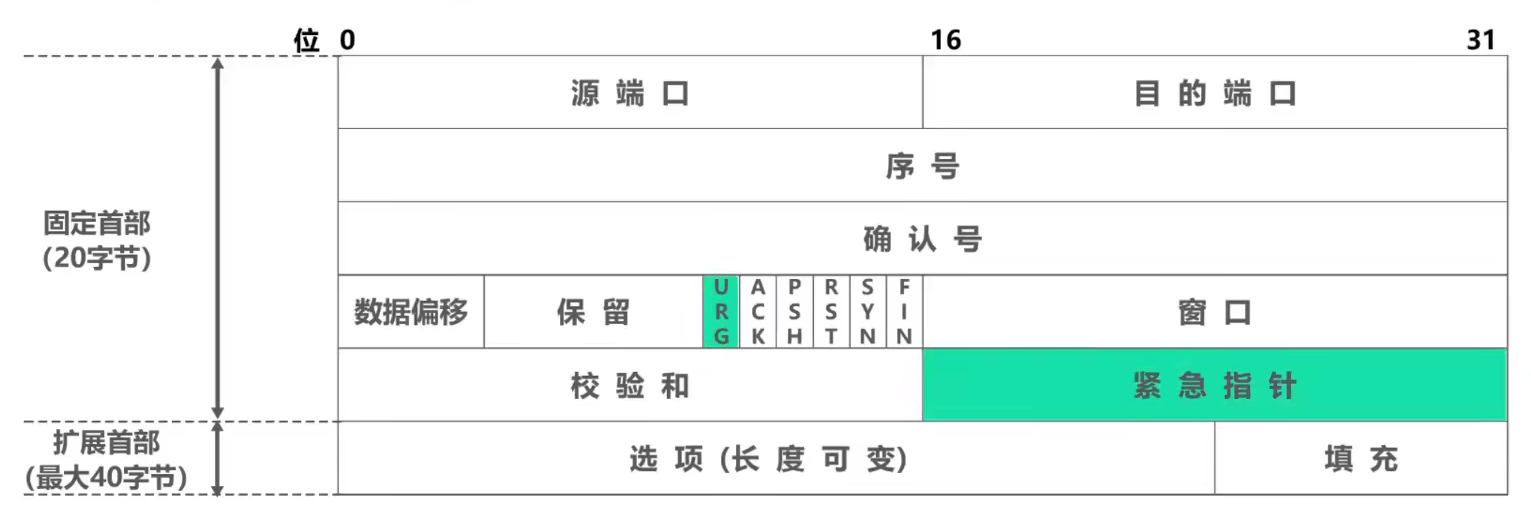 位 0 16 31
源端口 目的端口
序号
确认号
固定首部
(20字节)
数据偏移 保留 URG ACK PSH RST SYN FIN 窗口
校验和 紧急指针
扩展首部
(最大40字节)
选项(长度可变) 填充